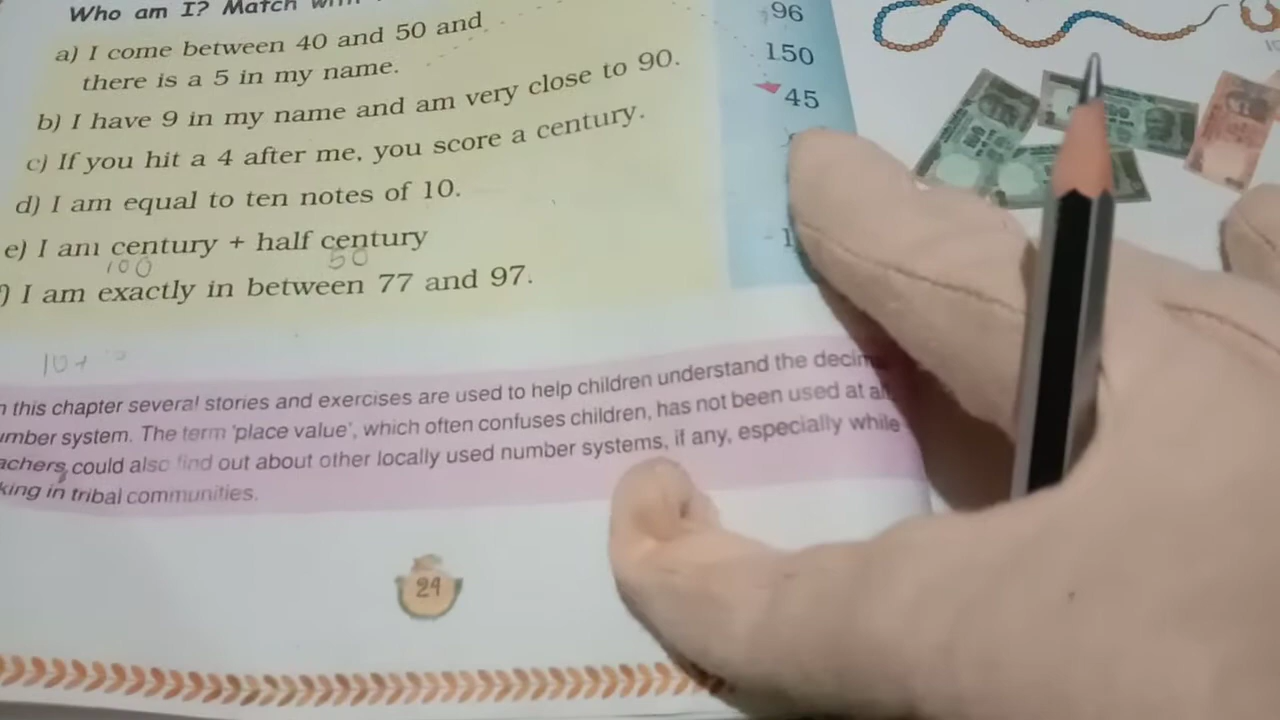 Who am I? Match with
a) I come between 40 and 50 and
there is a 5 in my name.
b) I have 9 in my name and am very close to 90.
c) If you hit a 4 after me, you score a century.
d) I am equal to ten notes of 10.
e) I am century + half century
100 50
) I am exactly in between 77 and 97.
96
150
45
10+
n this chapter several stories and exercises are used to help children understand the decim
umber system. The term 'place value', which often confuses children, has not been used at al
achers could also find out about other locally used number systems, if any, especially while
king in tribal communities.
24